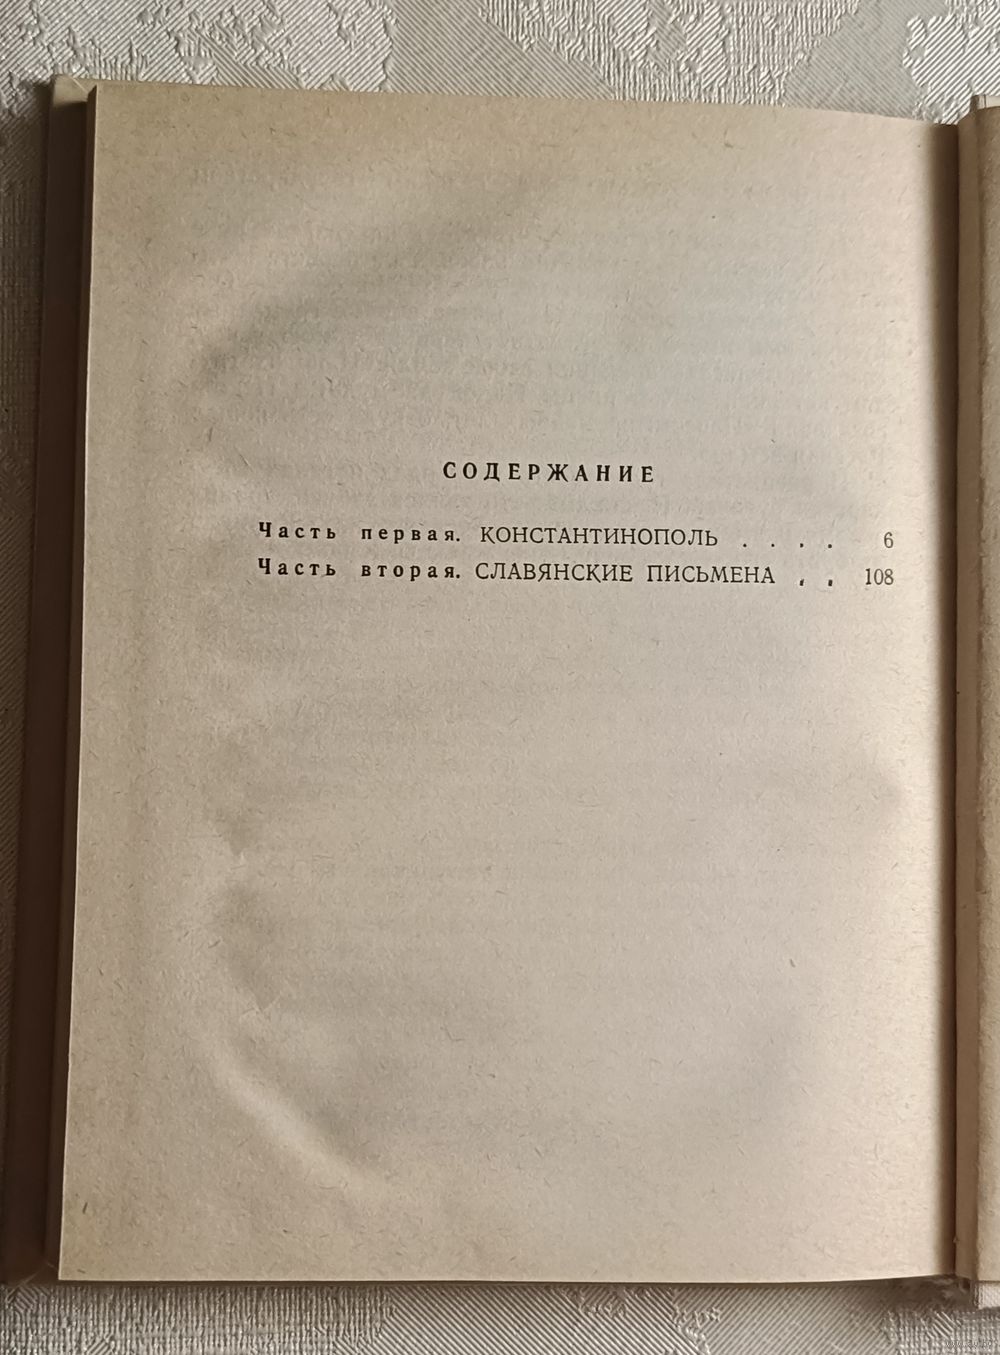 СОДЕРЖАНИЕ
Часть первая. КОНСТАНТИНОПОЛЬ . . . . 6
Часть вторая. СЛАВЯНСКИЕ ПИСЬМЕНА . . 108